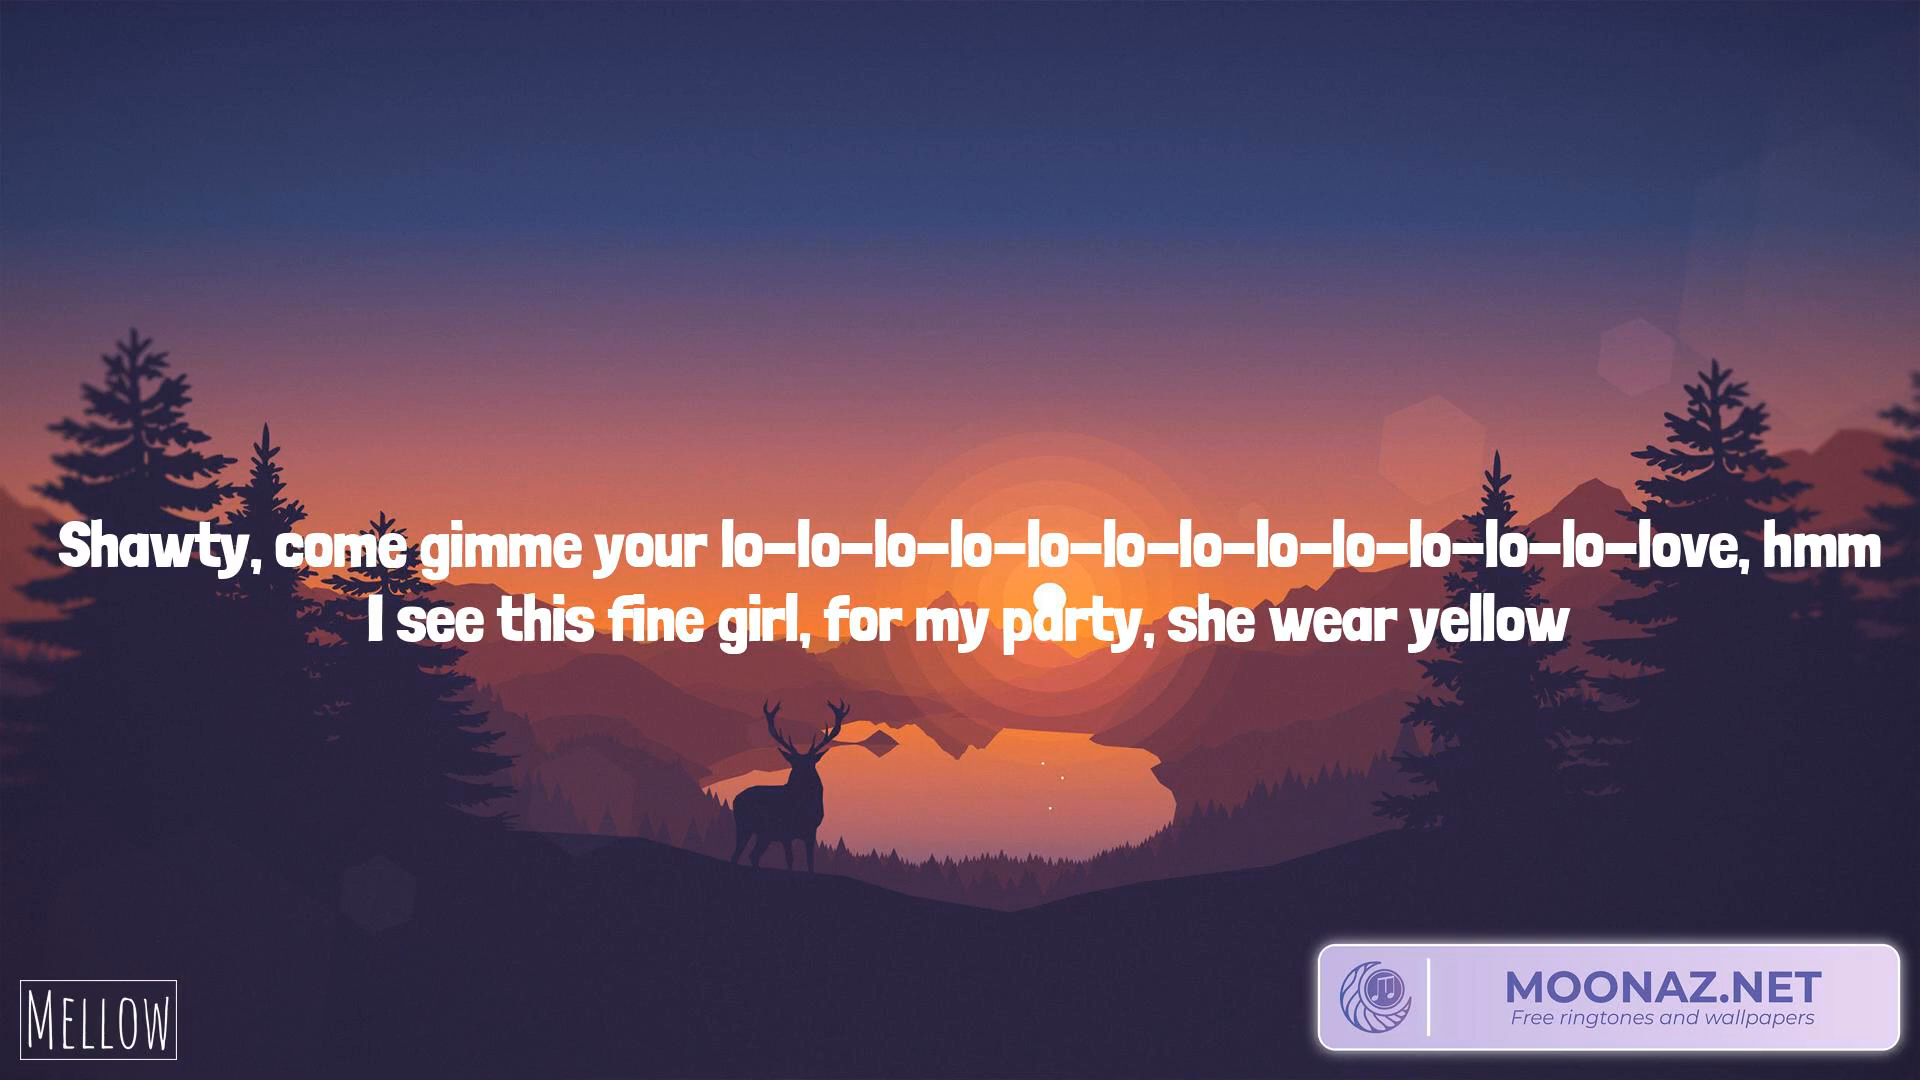 Shawty, come gimme your lo-lo-lo-lo-lo-lo-lo-lo-lo-lo-lo-lo-love, hmm
I see this fine girl, for my party, she wear yellow
MELLOW
MOONAZ.NET
Free ringtones and wallpapers